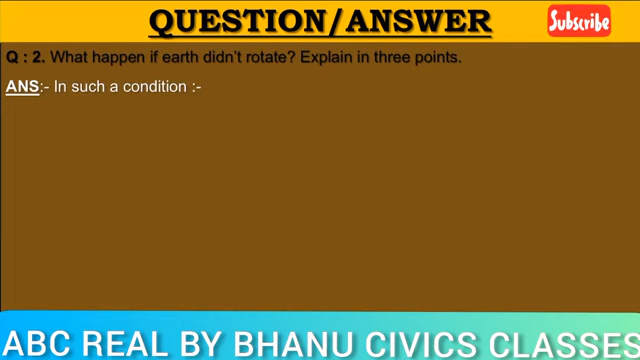 QUESTION/ANSWER
Subscribe
Q : 2. What happen if earth didn't rotate? Explain in three points.
ANS:- In such a condition :-
ABC REAL BY BHANU CIVICS CLASSES